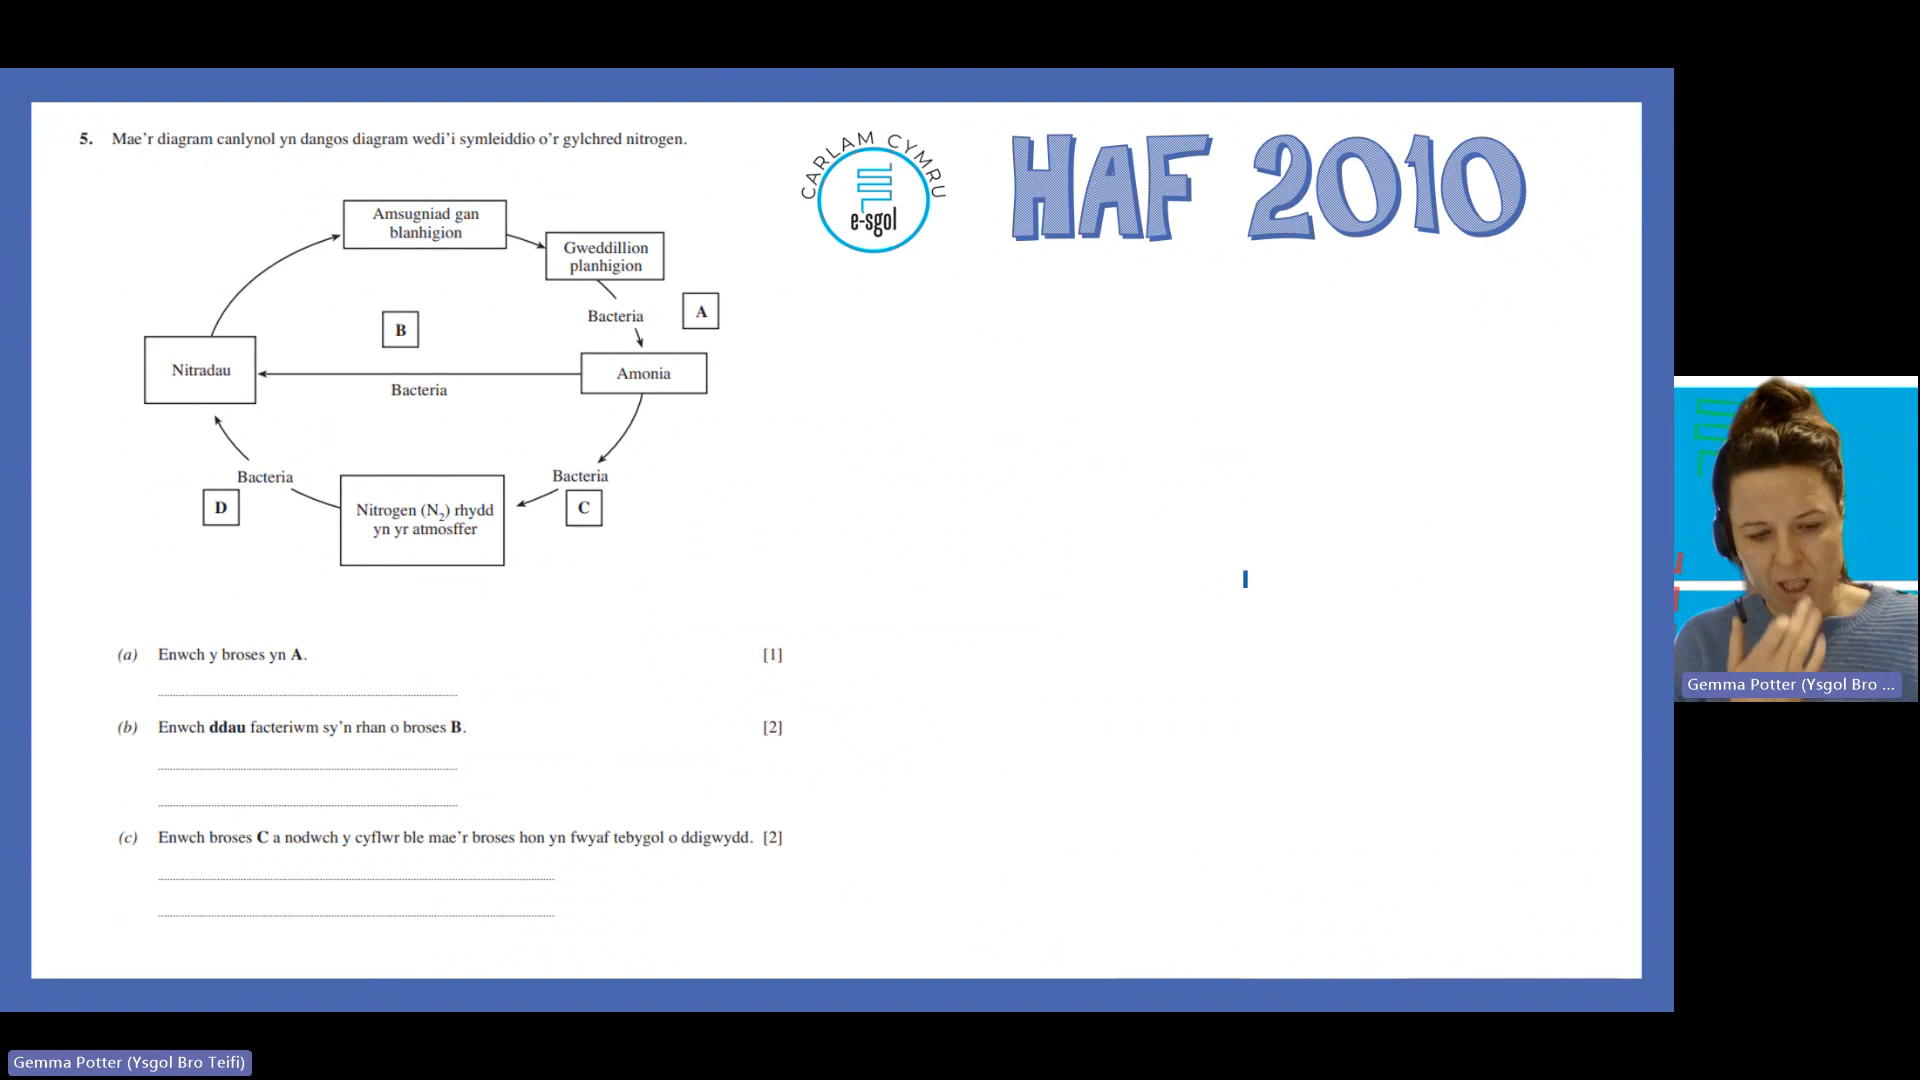 5. Mae'r diagram canlynol yn dangos diagram wedi'i symleiddio o'r gylchred nitrogen.
CARLAM CYMRU
e-sgol
HAF 2010
Amsugniad gan
blanhigion
Gweddillion
planhigion
Bacteria
A
B
Nitradau
Amonia
Bacteria
Bacteria
D
Nitrogen (N₂) rhydd
yn yr atmosffer
Bacteria
C
(a) Enwch y broses yn A. [1]
(b) Enwch ddau facteriwm sy'n rhan o broses B. [2]
(c) Enwch broses C a nodwch y cyflwr ble mae'r broses hon yn fwyaf tebygol o ddigwydd. [2]
Gemma Potter (Ysgol Bro ...
Gemma Potter (Ysgol Bro Teifi)